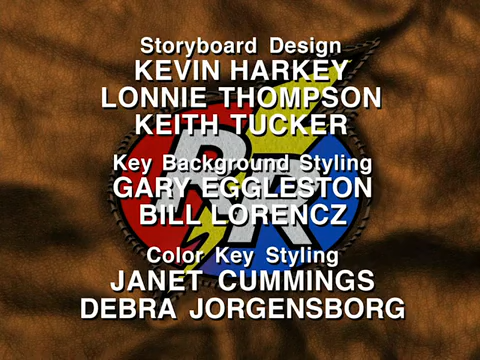 Storyboard Design
KEVIN HARKEY
LONNIE THOMPSON
KEITH TUCKER
Key Background Styling
GARY EGGLESTON
BILL LORENCZ
Color Key Styling
JANET CUMMINGS
DEBRA JORGENSBORG
RR